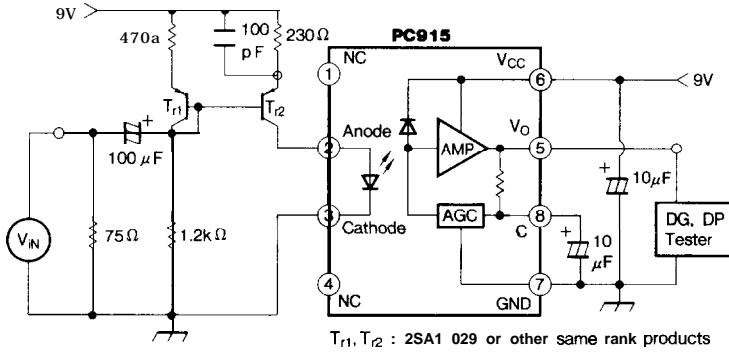 9V
470a
100
pF
230Ω
PC915
NC
1
VCC
6
9V
Tr1
Tr2
Anode
VO
+
100 μF
2
AMP
5
+
10μF
VIN
75Ω
1.2kΩ
3
Cathode
AGC
C
8
+
10
μF
DG, DP
Tester
4
NC
GND
7
Tr1, Tr2 : 2SA1 029 or other same rank products